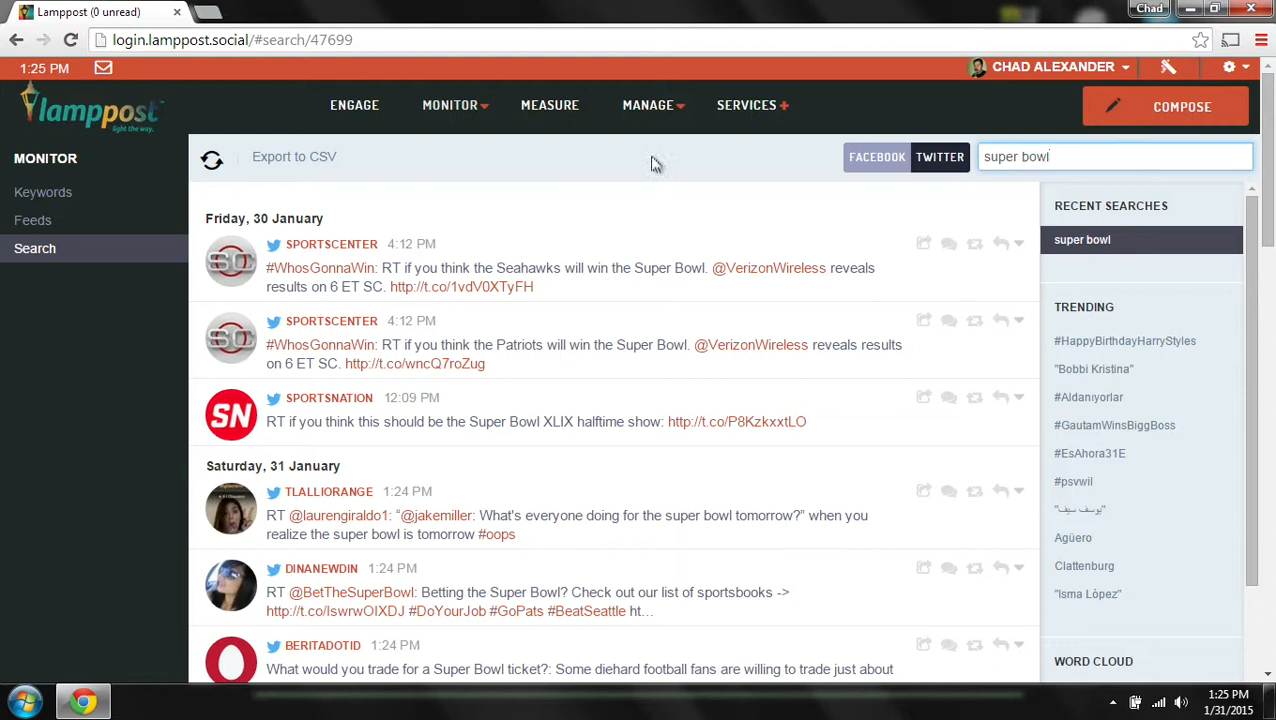 Lamppost (0 unread)
Chad
login.lamppost.social/#search/47699
1:25 PM
CHAD ALEXANDER
lamppost
light the way.
ENGAGE
MONITOR
MEASURE
MANAGE
SERVICES
COMPOSE
MONITOR
Keywords
Feeds
Search
Export to CSV
FACEBOOK
TWITTER
super bowl
Friday, 30 January
SPORTSCENTER 4:12 PM
#WhosGonnaWin: RT if you think the Seahawks will win the Super Bowl. @VerizonWireless reveals
results on 6 ET SC. http://t.co/1vdV0XTyFH
SPORTSCENTER 4:12 PM
#WhosGonnaWin: RT if you think the Patriots will win the Super Bowl. @VerizonWireless reveals results
on 6 ET SC. http://t.co/wncQ7roZug
SPORTSNATION 12:09 PM
SN
RT if you think this should be the Super Bowl XLIX halftime show: http://t.co/P8KzkxxtLO
Saturday, 31 January
TLALLIORANGE 1:24 PM
RT @laurengiraldo1: “@jakemiller: What's everyone doing for the super bowl tomorrow?” when you
realize the super bowl is tomorrow #oops
DINANEWDIN 1:24 PM
RT @BetTheSuperBowl: Betting the Super Bowl? Check out our list of sportsbooks ->
http://t.co/IswrwOIXDJ #DoYourJob #GoPats #BeatSeattle ht…
BERITADOTID 1:24 PM
What would you trade for a Super Bowl ticket?: Some diehard football fans are willing to trade just about
RECENT SEARCHES
super bowl
TRENDING
#HappyBirthdayHarryStyles
"Bobbi Kristina"
#Aldanıyorlar
#GautamWinsBiggBoss
#EsAhora31E
#psvwil
"يوسف سيف"
Agüero
Clattenburg
"Isma López"
WORD CLOUD
1:25 PM
1/31/2015